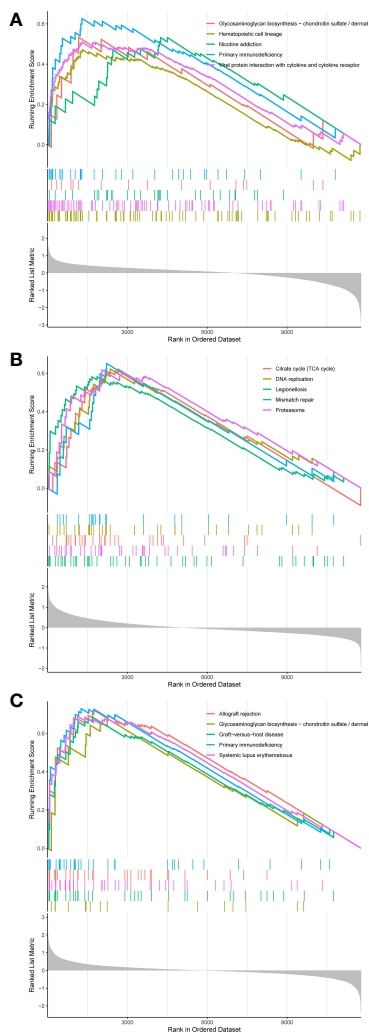 A
Running Enrichment Score
0.6
0.4
0.2
0.0
Glycosaminoglycan biosynthesis − chondroitin sulfate / dermat
Hematopoietic cell lineage
Nicotine addiction
Primary immunodeficiency
Viral protein interaction with cytokine and cytokine receptor
Ranked List Metric
2
1
0
−1
−2
−3
3000
6000
9000
Rank in Ordered Dataset
B
Running Enrichment Score
0.6
0.4
0.2
0.0
Citrate cycle (TCA cycle)
DNA replication
Legionellosis
Mismatch repair
Proteasome
Ranked List Metric
2
1
0
−1
−2
3000
6000
9000
Rank in Ordered Dataset
C
Running Enrichment Score
0.6
0.4
0.2
0.0
Allograft rejection
Glycosaminoglycan biosynthesis − chondroitin sulfate / dermat
Graft−versus−host disease
Primary immunodeficiency
Systemic lupus erythematosus
Ranked List Metric
3
2
1
0
−1
−2
3000
6000
9000
Rank in Ordered Dataset